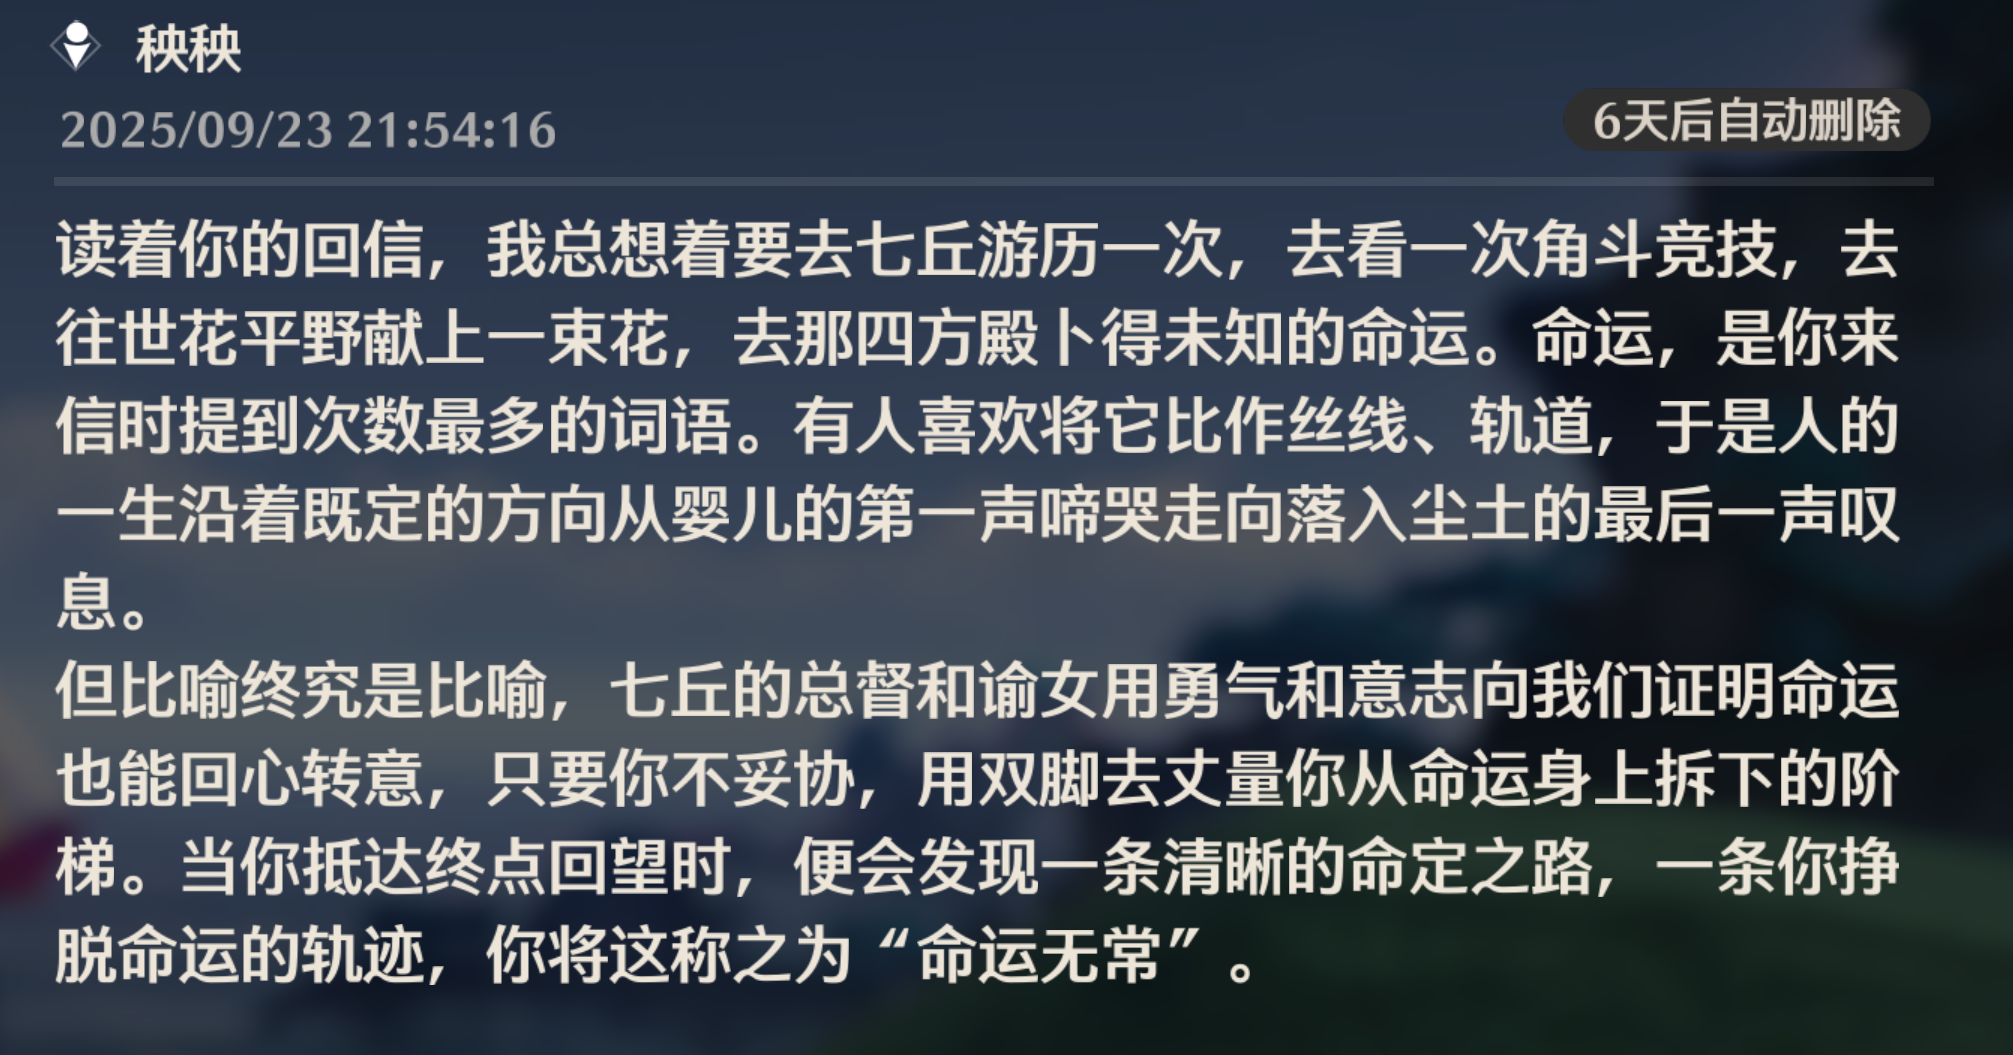 秧秧
2025/09/23 21:54:16
6天后自动删除
读着你的回信，我总想着要去七丘游历一次，去看一次角斗竞技，去
往世花平野献上一束花，去那四方殿卜得未知的命运。命运，是你来
信时提到次数最多的词语。有人喜欢将它比作丝线、轨道，于是人的
一生沿着既定的方向从婴儿的第一声啼哭走向落入尘土的最后一声叹
息。
但比喻终究是比喻，七丘的总督和谕女用勇气和意志向我们证明命运
也能回心转意，只要你不妥协，用双脚去丈量你从命运身上拆下的阶
梯。当你抵达终点回望时，便会发现一条清晰的命定之路，一条你挣
脱命运的轨迹，你将这称之为“命运无常”。